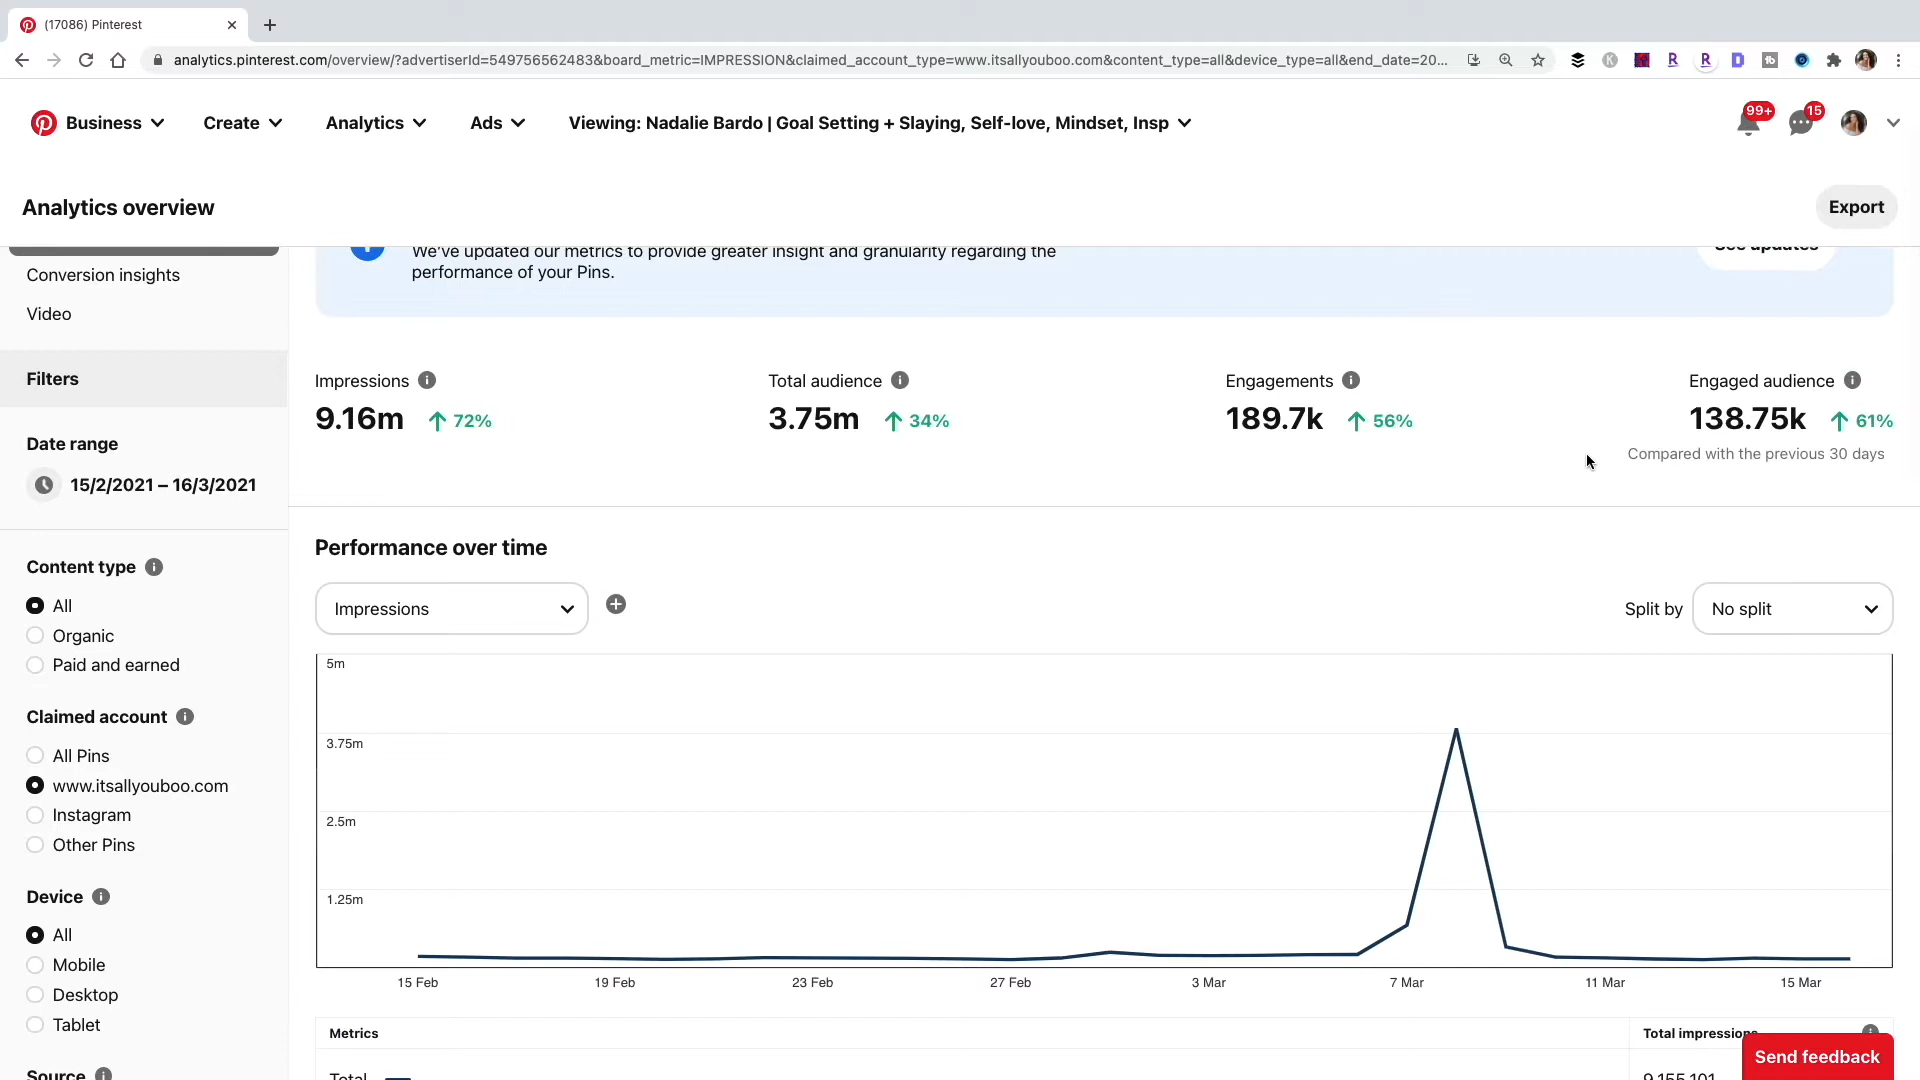 (17086) Pinterest
analytics.pinterest.com/overview/?advertiserId=549756562483&board_metric=IMPRESSION&claimed_account_type=www.itsallyouboo.com&content_type=all&device_type=all&end_date=20...
Business
Create
Analytics
Ads
Viewing: Nadalie Bardo | Goal Setting + Slaying, Self-love, Mindset, Insp
99+
15
Analytics overview
Export
We've updated our metrics to provide greater insight and granularity regarding the
performance of your Pins.
See updates
Conversion insights
Video
Filters
Date range
15/2/2021 – 16/3/2021
Content type
All
Organic
Paid and earned
Claimed account
All Pins
www.itsallyouboo.com
Instagram
Other Pins
Device
All
Mobile
Desktop
Tablet
Source
Impressions
9.16m
72%
Total audience
3.75m
34%
Engagements
189.7k
56%
Engaged audience
138.75k
61%
Compared with the previous 30 days
Performance over time
Impressions
Split by
No split
5m
3.75m
2.5m
1.25m
15 Feb
19 Feb
23 Feb
27 Feb
3 Mar
7 Mar
11 Mar
15 Mar
Metrics
Total impressions
Total
9,155,101
Send feedback